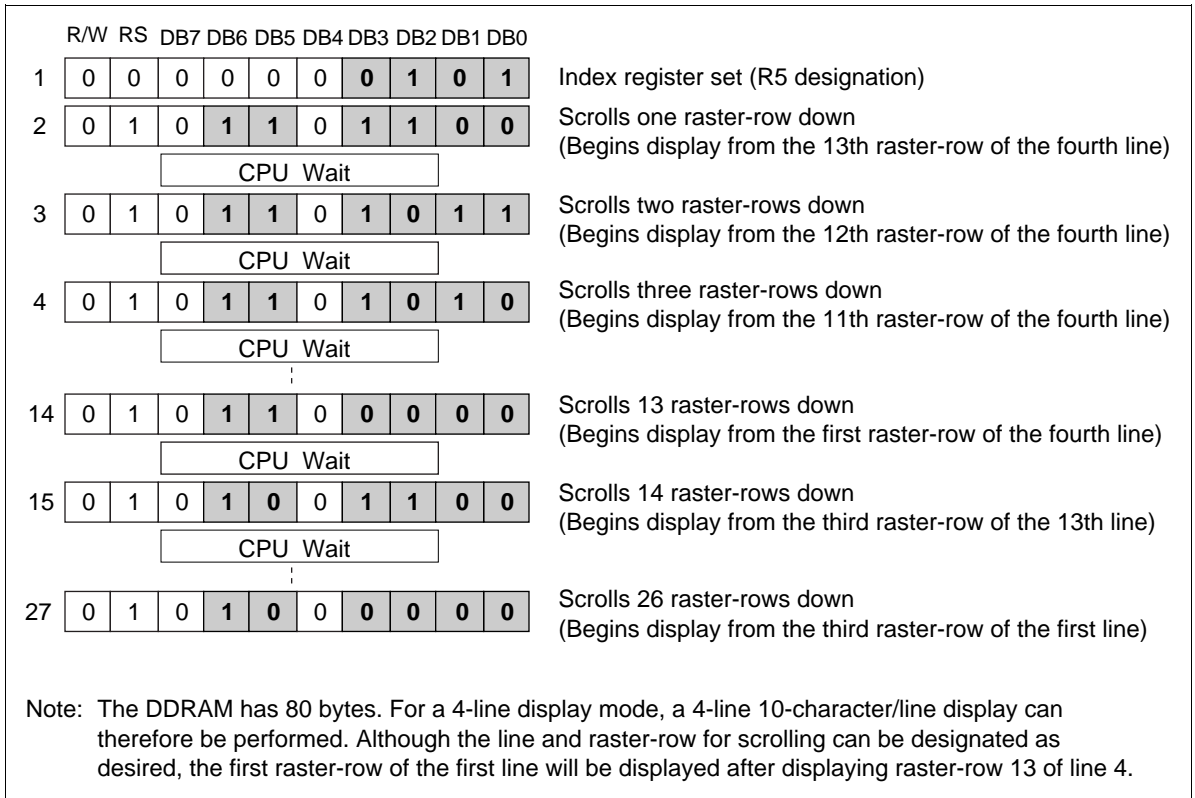 R/W RS DB7 DB6 DB5 DB4 DB3 DB2 DB1 DB0
1 0 0 0 0 0 0 0 1 0 1 Index register set (R5 designation)
2 0 1 0 1 1 0 1 1 0 0 Scrolls one raster-row down
(Begins display from the 13th raster-row of the fourth line)
CPU Wait
3 0 1 0 1 1 0 1 0 1 1 Scrolls two raster-rows down
(Begins display from the 12th raster-row of the fourth line)
CPU Wait
4 0 1 0 1 1 0 1 0 1 0 Scrolls three raster-rows down
(Begins display from the 11th raster-row of the fourth line)
CPU Wait
14 0 1 0 1 1 0 0 0 0 0 Scrolls 13 raster-rows down
(Begins display from the first raster-row of the fourth line)
CPU Wait
15 0 1 0 1 0 0 1 1 0 0 Scrolls 14 raster-rows down
(Begins display from the third raster-row of the 13th line)
CPU Wait
27 0 1 0 1 0 0 0 0 0 0 Scrolls 26 raster-rows down
(Begins display from the third raster-row of the first line)
Note: The DDRAM has 80 bytes. For a 4-line display mode, a 4-line 10-character/line display can
therefore be performed. Although the line and raster-row for scrolling can be designated as
desired, the first raster-row of the first line will be displayed after displaying raster-row 13 of line 4.